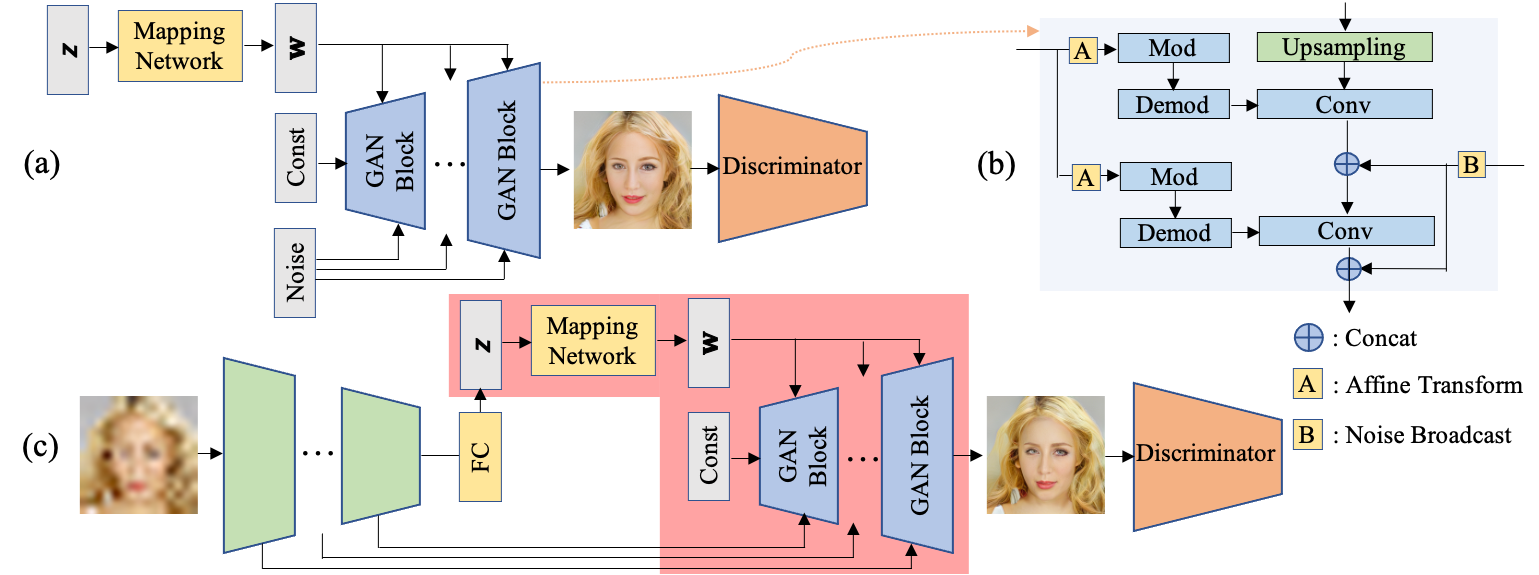 (a)
z
Mapping
Network
w
Const
GAN
Block
...
GAN Block
Noise
Discriminator
(b)
A
Mod
Upsampling
Demod
Conv
B
A
Mod
Demod
Conv
: Concat
A : Affine Transform
B : Noise Broadcast
(c)
...
FC
z
Mapping
Network
w
Const
GAN
Block
...
GAN Block
Discriminator